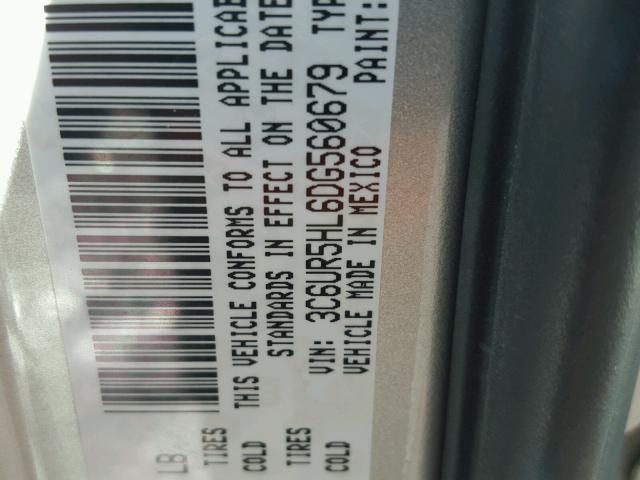 THIS VEHICLE CONFORMS TO ALL APPLICAB
STANDARDS IN EFFECT ON THE DATE
VIN: 3C6UR5HL6DG560679 TYP
VEHICLE MADE IN MEXICO PAINT:
LB
TIRES
COLD
TIRES
COLD